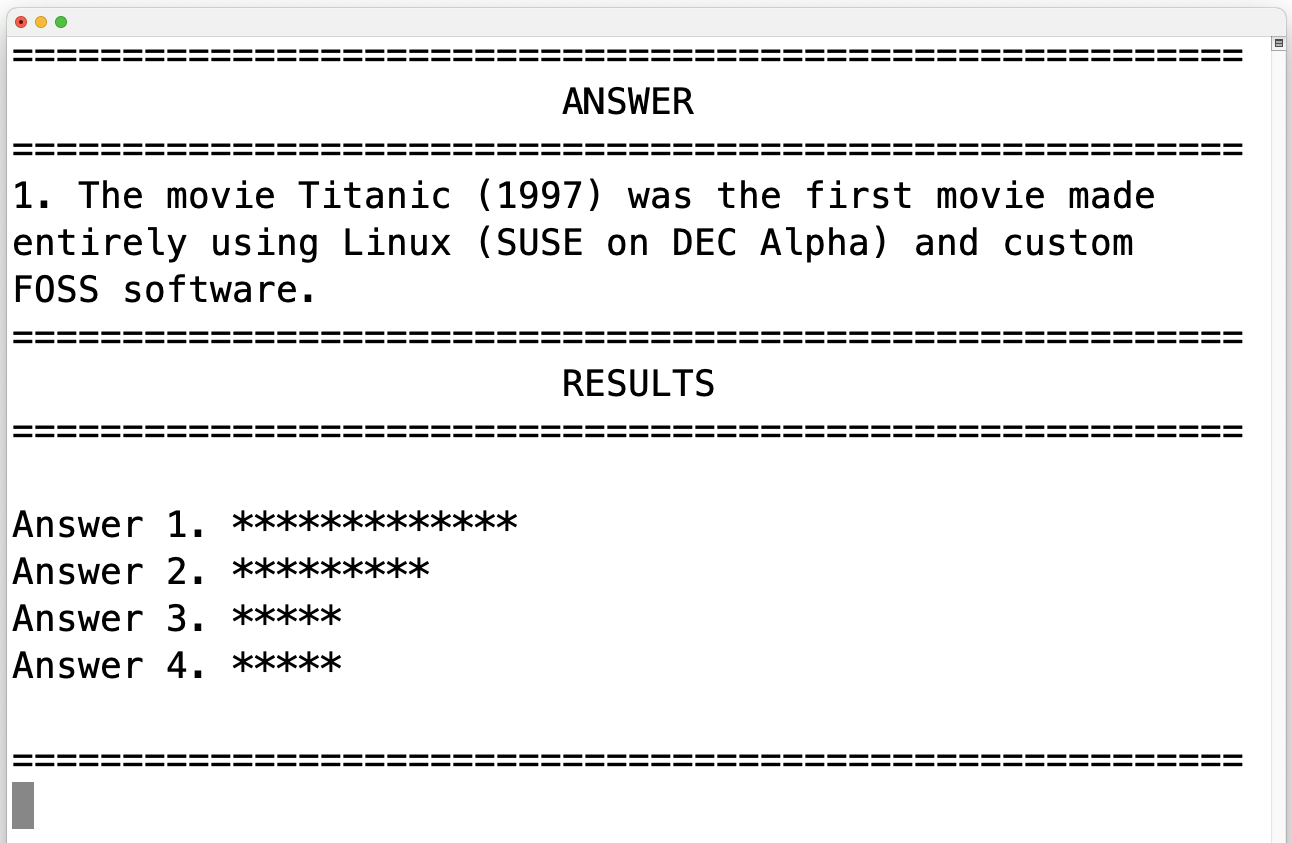 ========================================================
ANSWER
========================================================
1. The movie Titanic (1997) was the first movie made
entirely using Linux (SUSE on DEC Alpha) and custom
FOSS software.
========================================================
RESULTS
========================================================
Answer 1. *************
Answer 2. *********
Answer 3. *****
Answer 4. *****
========================================================